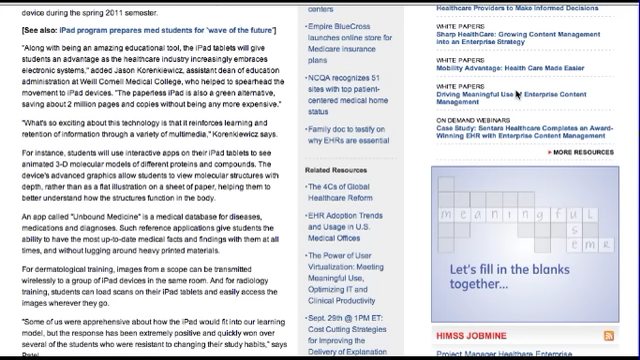 device during the spring 2011 semester.
[See also: iPad program prepares med students for 'wave of the future']
"Along with being an amazing educational tool, the iPad tablets will give
students an advantage as the healthcare industry increasingly embraces
electronic systems," added Jason Korenkiewicz, assistant dean of education
administration at Weill Cornell Medical College, who helped to spearhead the
movement to iPad devices. "The paperless iPad is also a green alternative,
saving about 2 million pages and copies without being any more expensive."
"What's so exciting about this technology is that it reinforces learning and
retention of information through a variety of multimedia," Korenkiewicz says.
For instance, students will use interactive apps on their iPad tablets to see
animated 3-D molecular models of different proteins and compounds. The
device's advanced graphics allow students to view molecular structures with
depth, rather than as a flat illustration on a sheet of paper, helping them to
better understand how the structures function in the body.
An app called "Unbound Medicine" is a medical database for diseases,
medications and diagnoses. Such reference applications give students the
ability to have the most up-to-date medical facts and findings with them at all
times, and without lugging around heavy printed materials.
For dermatological training, images from a scope can be transmitted
wirelessly to a group of iPad devices in the same room. And for radiology
training, students can load scans on their iPad tablets and easily access the
images wherever they go.
"Some of us were apprehensive about how the iPad would fit into our learning
model, but the response has been extremely positive and quickly won over
several of the students who were resistant to changing their study habits," says
Patel
centers
Empire BlueCross
launches online store for
Medicare insurance
plans
NCQA recognizes 51
sites with top patient-
centered medical home
status
Family doc to testify on
why EHRs are essential
Related Resources
The 4Cs of Global
Healthcare Reform
EHR Adoption Trends
and Usage in U.S.
Medical Offices
The Power of User
Virtualization: Meeting
Meaningful Use,
Optimizing IT and
Clinical Productivity
Sept. 29th @ 1PM ET:
Cost Cutting Strategies
for Improving the
Delivery of Explanation
Healthcare Providers to Make Informed Decisions
WHITE PAPERS
Sharp HealthCare: Growing Content Management
into an Enterprise Strategy
WHITE PAPERS
Mobility Advantage: Health Care Made Easier
WHITE PAPERS
Driving Meaningful Use of Enterprise Content
Management
ON DEMAND WEBINARS
Case Study: Sentara Healthcare Completes an Award-
Winning EHR with Enterprise Content Management
» MORE RESOURCES
meaningful
use
EMR
Let's fill in the blanks
together...
HIMSS JOBMINE
Project Manager Healthcare Enterprise